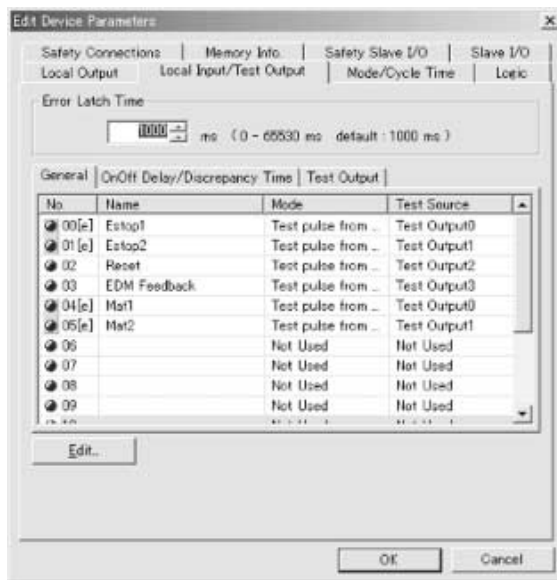 Edit Device Parameters
Safety Connections Memory Info. Safety Slave I/O Slave I/O
Local Output Local Input/Test Output Mode/Cycle Time Logic
Error Latch Time
1000 ms ( 0 - 65530 ms default : 1000 ms )
General OnOff Delay/Discrepancy Time Test Output
No. Name Mode Test Source
00[e] Estop1 Test pulse from ... Test Output0
01[e] Estop2 Test pulse from ... Test Output1
02 Reset Test pulse from ... Test Output2
03 EDM Feedback Test pulse from ... Test Output3
04[e] Mat1 Test pulse from ... Test Output0
05[e] Mat2 Test pulse from ... Test Output1
06 Not Used Not Used
07 Not Used Not Used
08 Not Used Not Used
09 Not Used Not Used
Edit...
OK Cancel